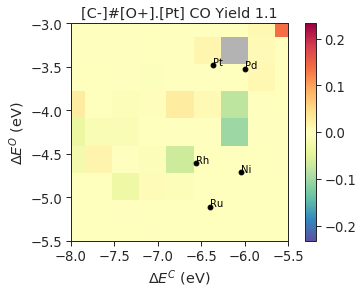 [C-]#[O+].[Pt] CO Yield 1.1
−3.0
−3.5
−4.0
−4.5
−5.0
−5.5
ΔE^O (eV)
Pt
Pd
Rh
Ni
Ru
−8.0 −7.5 −7.0 −6.5 −6.0 −5.5
ΔE^C (eV)
0.2
0.1
0.0
−0.1
−0.2